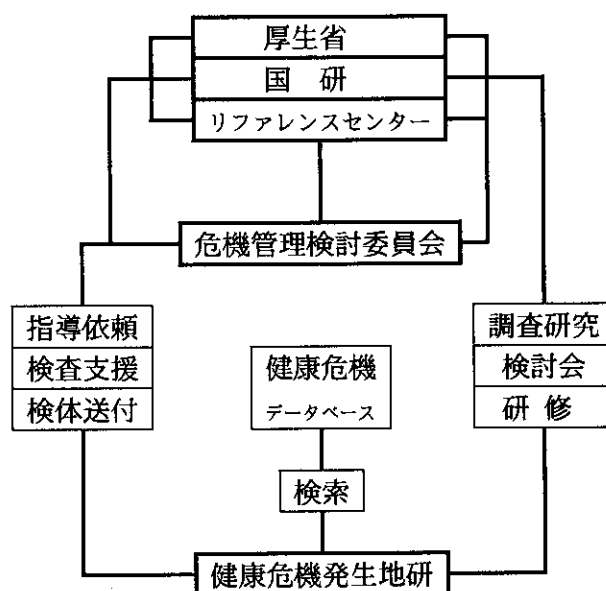 厚生省
国 研
リファレンスセンター
危機管理検討委員会
指導依頼
検査支援
検体送付
健康危機
データベース
調査研究
検討会
研 修
検索
健康危機発生地研